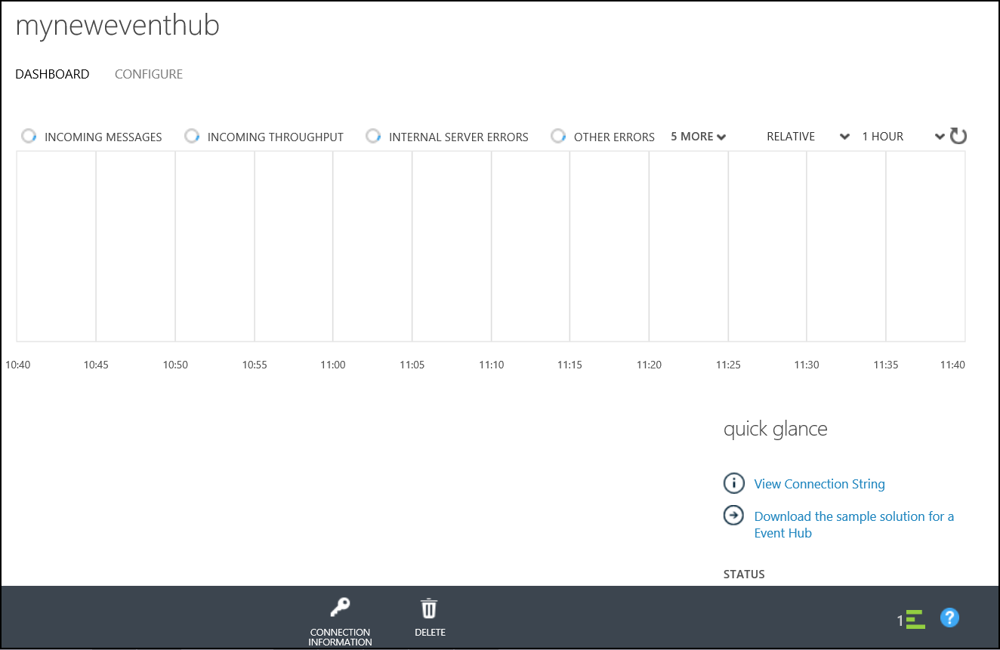 myneweventhub
DASHBOARD CONFIGURE
INCOMING MESSAGES INCOMING THROUGHPUT INTERNAL SERVER ERRORS OTHER ERRORS 5 MORE RELATIVE 1 HOUR
10:40 10:45 10:50 10:55 11:00 11:05 11:10 11:15 11:20 11:25 11:30 11:35 11:40
quick glance
i View Connection String
Download the sample solution for a
Event Hub
STATUS
CONNECTION
INFORMATION
DELETE
1
?